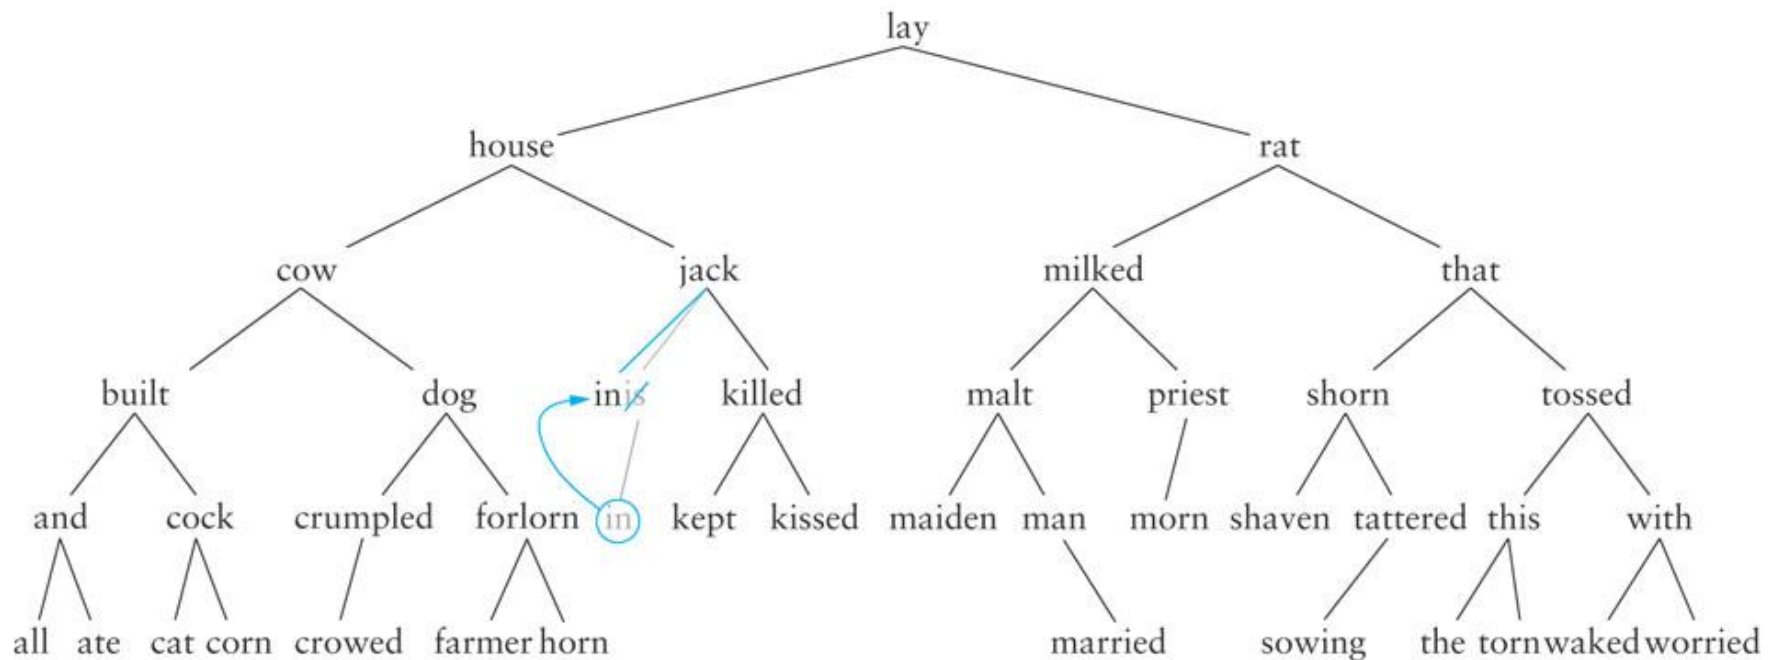 lay
house rat
cow jack milked that
built dog in is killed malt priest shorn tossed
and cock crumpled forlorn in kept kissed maiden man morn shaven tattered this with
all ate cat corn crowed farmer horn married sowing the torn waked worried